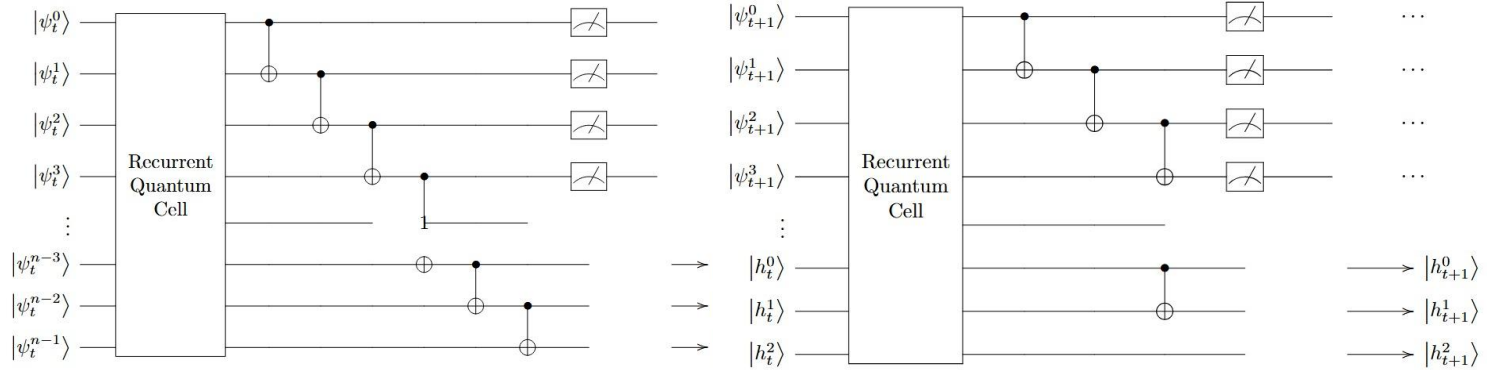 |ψ_t^0⟩
|ψ_t^1⟩
|ψ_t^2⟩
|ψ_t^3⟩
⋮
|ψ_t^{n−3}⟩
|ψ_t^{n−2}⟩
|ψ_t^{n−1}⟩
Recurrent
Quantum
Cell
1
|ψ_{t+1}^0⟩
|ψ_{t+1}^1⟩
|ψ_{t+1}^2⟩
|ψ_{t+1}^3⟩
⋮
|h_t^0⟩
|h_t^1⟩
|h_t^2⟩
Recurrent
Quantum
Cell
⋯
⋯
⋯
⋯
|h_{t+1}^0⟩
|h_{t+1}^1⟩
|h_{t+1}^2⟩